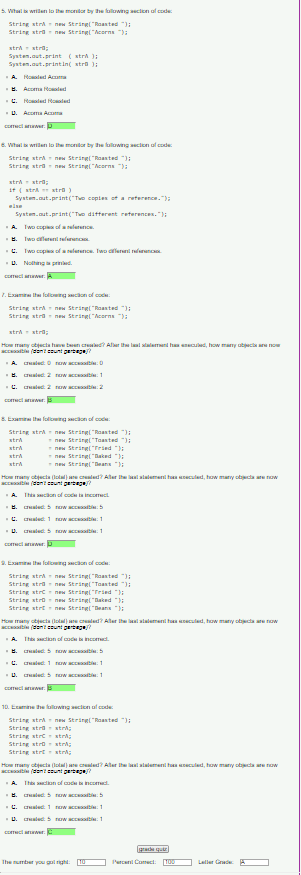 5. What is written to the monitor by the following section of code:
String strA = new String("Roasted ");
String strB = new String("Acorns ");
strA = strB;
System.out.print ( strA );
System.out.println( strB );
A. Roasted Acorns
B. Acorns Roasted
C. Roasted Roasted
D. Acorns Acorns
correct answer: D
6. What is written to the monitor by the following section of code:
String strA = new String("Roasted ");
String strB = new String("Acorns ");
strA = strB;
if ( strA == strB )
System.out.print("Two copies of a reference.");
else
System.out.print("Two different references.");
A. Two copies of a reference.
B. Two different references.
C. Two copies of a reference. Two different references.
D. Nothing is printed.
correct answer: A
7. Examine the following section of code:
String strA = new String("Roasted ");
String strB = new String("Acorns ");
strA = strB;
How many objects have been created? After the last statement has executed, how many objects are now
accessible (don't count garbage)?
A. created: 0 now accessible: 0
B. created: 2 now accessible: 1
C. created: 2 now accessible: 2
correct answer: B
8. Examine the following section of code:
String strA = new String("Roasted ");
strA = new String("Toasted ");
strA = new String("Fried ");
strA = new String("Baked ");
strA = new String("Beans ");
How many objects (total) are created? After the last statement has executed, how many objects are now
accessible (don't count garbage)?
A. This section of code is incorrect.
B. created: 5 now accessible: 5
C. created: 1 now accessible: 1
D. created: 5 now accessible: 1
correct answer: D
9. Examine the following section of code:
String strA = new String("Roasted ");
String strB = new String("Toasted ");
String strC = new String("Fried ");
String strD = new String("Baked ");
String strE = new String("Beans ");
How many objects (total) are created? After the last statement has executed, how many objects are now
accessible (don't count garbage)?
A. This section of code is incorrect.
B. created: 5 now accessible: 5
C. created: 1 now accessible: 1
D. created: 5 now accessible: 1
correct answer: B
10. Examine the following section of code:
String strA = new String("Roasted ");
String strB = strA;
String strC = strA;
String strD = strA;
String strE = strA;
How many objects (total) are created? After the last statement has executed, how many objects are now
accessible (don't count garbage)?
A. This section of code is incorrect.
B. created: 5 now accessible: 5
C. created: 1 now accessible: 1
D. created: 5 now accessible: 1
correct answer: C
grade quiz
The number you got right: 10 Percent Correct: 100 Letter Grade: A